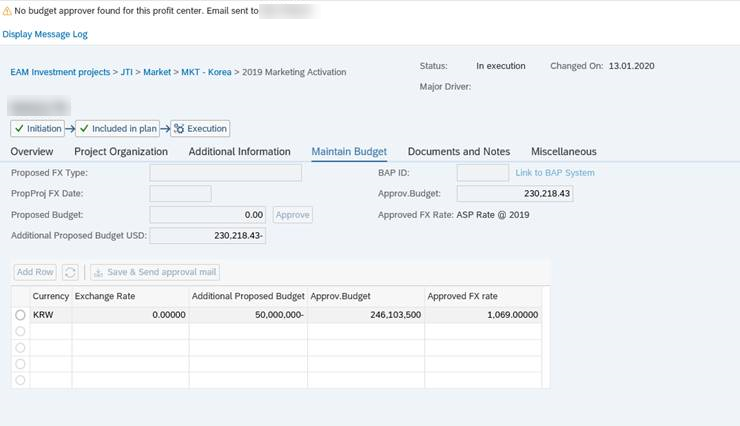 No budget approver found for this profit center. Email sent to
Display Message Log
EAM Investment projects > JTI > Market > MKT - Korea > 2019 Marketing Activation
Status: In execution Changed On: 13.01.2020
Major Driver:
Initiation Included in plan Execution
Overview Project Organization Additional Information Maintain Budget Documents and Notes Miscellaneous
Proposed FX Type: BAP ID: Link to BAP System
PropProj FX Date: Approv.Budget: 230,218.43
Proposed Budget: 0.00 Approve Approved FX Rate: ASP Rate @ 2019
Additional Proposed Budget USD: 230,218.43-
Add Row Save & Send approval mail
Currency Exchange Rate Additional Proposed Budget Approv.Budget Approved FX rate
KRW 0.00000 50,000,000- 246,103,500 1,069.00000